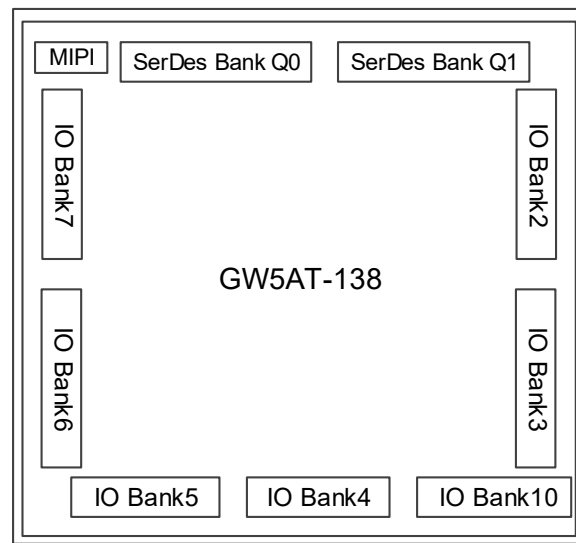 MIPI
SerDes Bank Q0
SerDes Bank Q1
IO Bank7
IO Bank2
GW5AT-138
IO Bank6
IO Bank3
IO Bank5
IO Bank4
IO Bank10